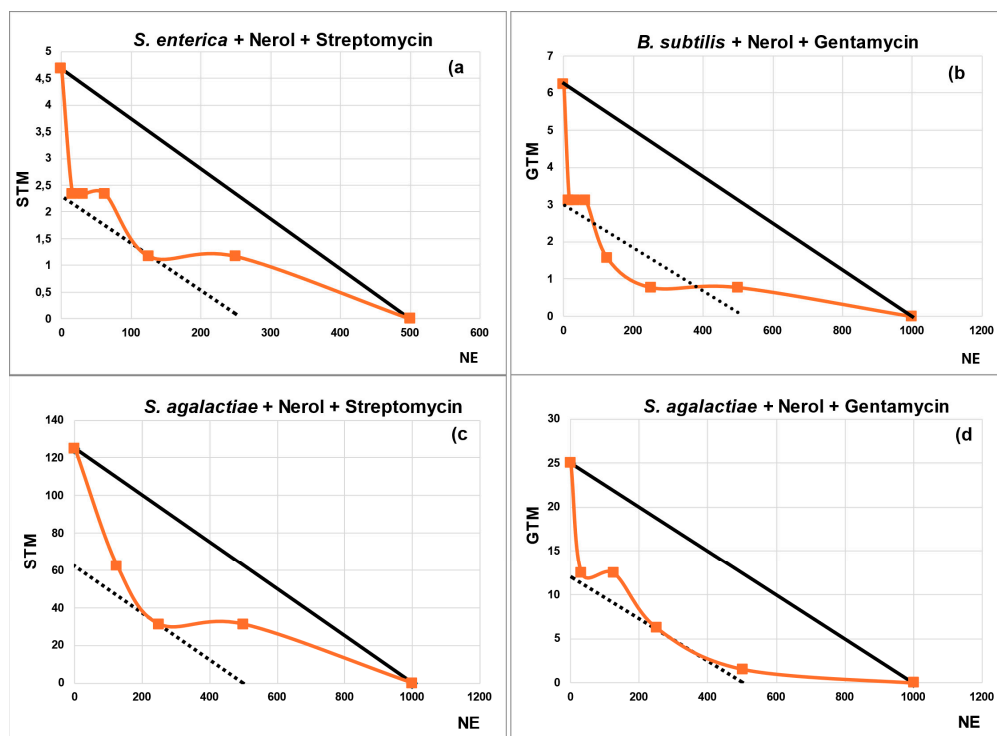 S. enterica + Nerol + Streptomycin
(a
STM
5
4,5
4
3,5
3
2,5
2
1,5
1
0,5
0
0 100 200 300 400 500 600
NE
B. subtilis + Nerol + Gentamycin
(b
GTM
7
6
5
4
3
2
1
0
0 200 400 600 800 1000 1200
NE
S. agalactiae + Nerol + Streptomycin
(c
STM
140
120
100
80
60
40
20
0
0 200 400 600 800 1000 1200
NE
S. agalactiae + Nerol + Gentamycin
(d
GTM
30
25
20
15
10
5
0
0 200 400 600 800 1000 1200
NE